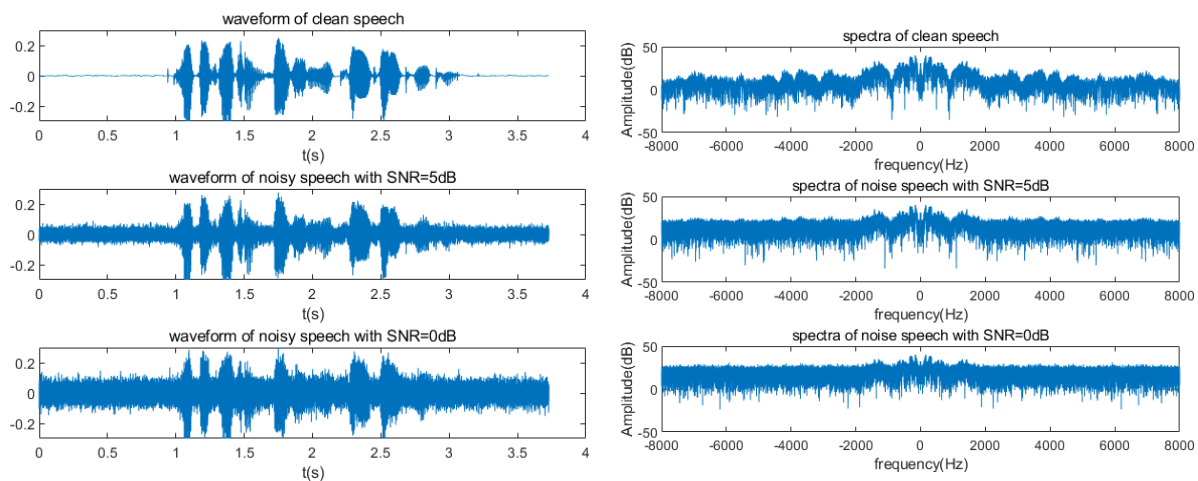 waveform of clean speech
0.2
0
-0.2
0 0.5 1 1.5 2 2.5 3 3.5 4
t(s)
waveform of noisy speech with SNR=5dB
0.2
0
-0.2
0 0.5 1 1.5 2 2.5 3 3.5 4
t(s)
waveform of noisy speech with SNR=0dB
0.2
0
-0.2
0 0.5 1 1.5 2 2.5 3 3.5 4
t(s)
spectra of clean speech
Amplitude(dB)
50
0
-50
-8000 -6000 -4000 -2000 0 2000 4000 6000 8000
frequency(Hz)
spectra of noise speech with SNR=5dB
Amplitude(dB)
50
0
-50
-8000 -6000 -4000 -2000 0 2000 4000 6000 8000
frequency(Hz)
spectra of noise speech with SNR=0dB
Amplitude(dB)
50
0
-50
-8000 -6000 -4000 -2000 0 2000 4000 6000 8000
frequency(Hz)